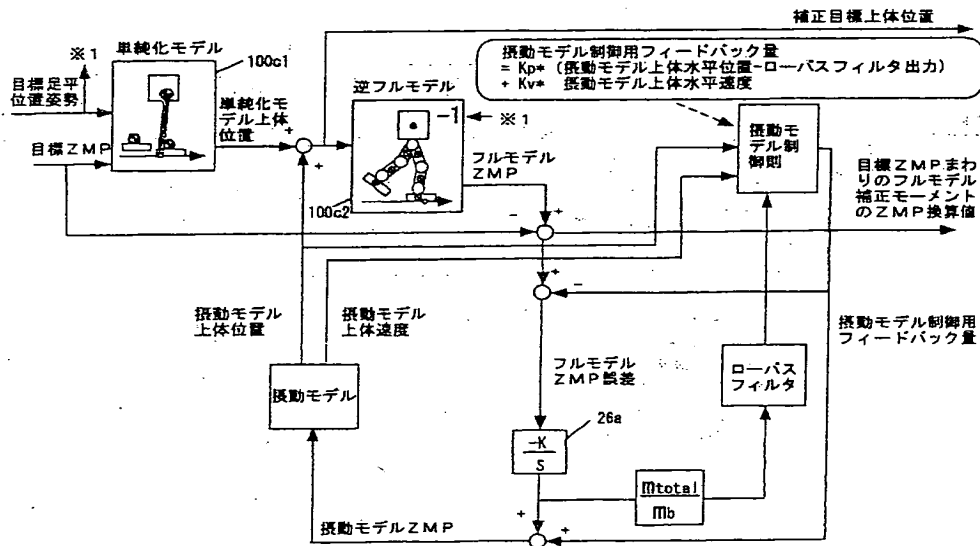 補正目標上体位置
※1
単純化モデル
100c1
摂動モデル制御用フィードバック量
= Kp* (摂動モデル上体水平位置-ローパスフィルタ出力)
+ Kv* 摂動モデル上体水平速度
目標足平
位置姿勢
目標ZMP
単純化モ
デル上体
位置
逆フルモデル
-1
※1
+
+
フルモデル
ZMP
100c2
摂動モ
デル制御
則
目標ZMPまわ
りのフルモデル
補正モーメント
のZMP換算値
-
+
+
-
摂動モデル
上体位置
摂動モデル
上体速度
フルモデル
ZMP誤差
摂動モデル制御用
フィードバック量
摂動モデル
ローパス
フィルタ
26a
-K
S
mtotal
mb
+
+
摂動モデルZMP